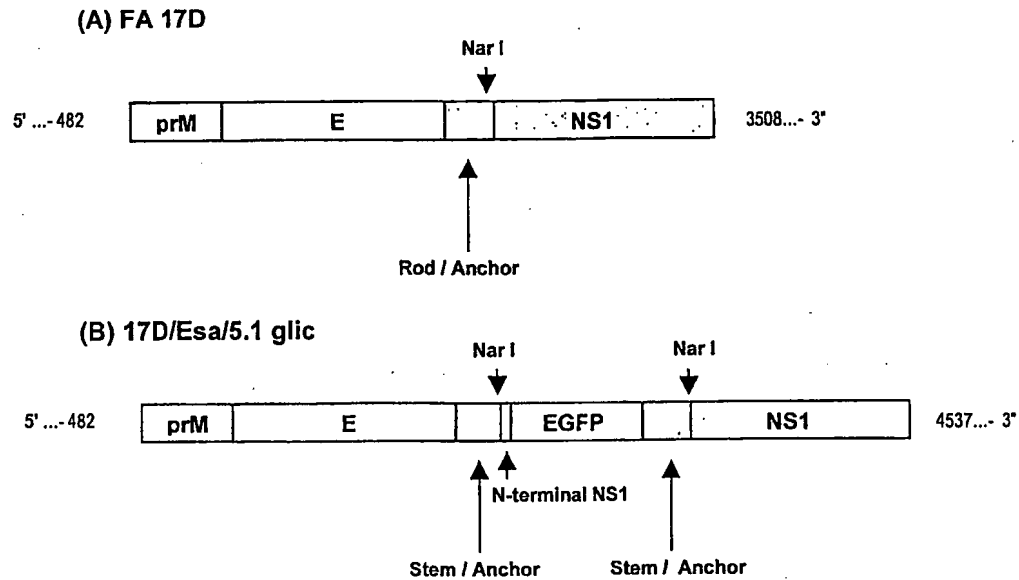 (A) FA 17D
Nar I
5' ...- 482 prM E NS1 3508...- 3"
Rod / Anchor
(B) 17D/Esa/5.1 glic
Nar I Nar I
5' ...- 482 prM E EGFP NS1 4537...- 3"
N-terminal NS1
Stem / Anchor Stem / Anchor